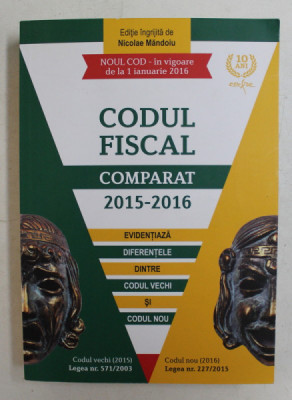 Ediție îngrijită de
Nicolae Mândoiu
NOUL COD - în vigoare
de la 1 ianuarie 2016
10
ANI
CODUL
FISCAL
COMPARAT
2015-2016
EVIDENȚIAZĂ
DIFERENȚELE
DINTRE
CODUL VECHI
ȘI
CODUL NOU
Codul vechi (2015)
Legea nr. 571/2003
Codul nou (2016)
Legea nr. 227/2015